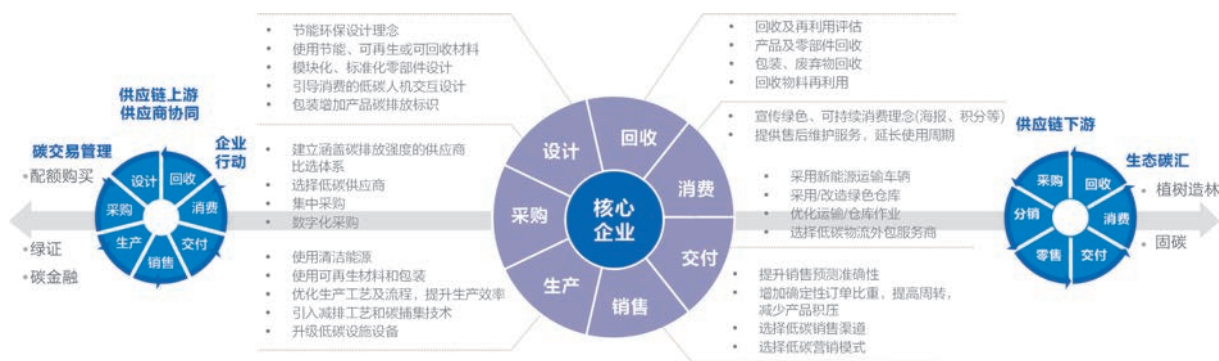 供应链上游
供应商协同
碳交易管理
• 配额购买
• 绿证
• 碳金融
企业
行动
设计
回收
消费
交付
销售
生产
采购
• 节能环保设计理念
• 使用节能、可再生或可回收材料
• 模块化、标准化零部件设计
• 引导消费的低碳人机交互设计
• 包装增加产品碳排放标识
• 建立涵盖碳排放强度的供应商
比选体系
• 选择低碳供应商
• 集中采购
• 数字化采购
• 使用清洁能源
• 使用可再生材料和包装
• 优化生产工艺及流程，提升生产效率
• 引入减排工艺和碳捕集技术
• 升级低碳设施设备
核心
企业
设计
回收
消费
交付
销售
生产
采购
• 回收及再利用评估
• 产品及零部件回收
• 包装、废弃物回收
• 回收物料再利用
• 宣传绿色、可持续消费理念(海报、积分等)
• 提供售后维护服务，延长使用周期
• 采用新能源运输车辆
• 采用/改造绿色仓库
• 优化运输/仓库作业
• 选择低碳物流外包服务商
• 提升销售预测准确性
• 增加确定性订单比重，提高周转，
减少产品积压
• 选择低碳销售渠道
• 选择低碳营销模式
供应链下游
采购
回收
消费
交付
零售
分销
生态碳汇
• 植树造林
• 固碳